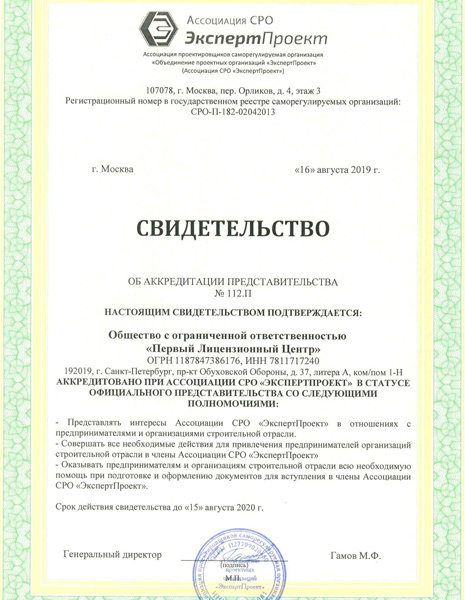 Ассоциация СРО
ЭкспертПроект
Ассоциация проектировщиков саморегулируемая организация
«Объединение проектных организаций «ЭкспертПроект»
(Ассоциация СРО «ЭкспертПроект»)
107078, г. Москва, пер. Орликов, д. 4, этаж 3
Регистрационный номер в государственном реестре саморегулируемых организаций:
СРО-П-182-02042013
г. Москва «16» августа 2019 г.
СВИДЕТЕЛЬСТВО
ОБ АККРЕДИТАЦИИ ПРЕДСТАВИТЕЛЬСТВА
№ 112.П
НАСТОЯЩИМ СВИДЕТЕЛЬСТВОМ ПОДТВЕРЖДАЕТСЯ:
Общество с ограниченной ответственностью
«Первый Лицензионный Центр»
ОГРН 1187847386176, ИНН 7811717240
192019, г. Санкт-Петербург, пр-кт Обуховской Обороны, д. 37, литера А, ком/пом 1-Н
АККРЕДИТОВАНО ПРИ АССОЦИАЦИИ СРО «ЭКСПЕРТПРОЕКТ» В СТАТУСЕ
ОФИЦИАЛЬНОГО ПРЕДСТАВИТЕЛЬСТВА СО СЛЕДУЮЩИМИ
ПОЛНОМОЧИЯМИ:
- Представлять интересы Ассоциации СРО «ЭкспертПроект» в отношениях с
предпринимателями и организациями строительной отрасли.
- Совершать все необходимые действия для привлечения предпринимателей организаций
строительной отрасли в члены Ассоциации СРО «ЭкспертПроект»
- Оказывать предпринимателям и организациям строительной отрасли всю необходимую
помощь при подготовке и оформлению документов для вступления в члены Ассоциации
СРО «ЭкспертПроект».
Срок действия свидетельства до «15» августа 2020 г.
Генеральный директор Гамов М.Ф.
(подпись)
М.П.